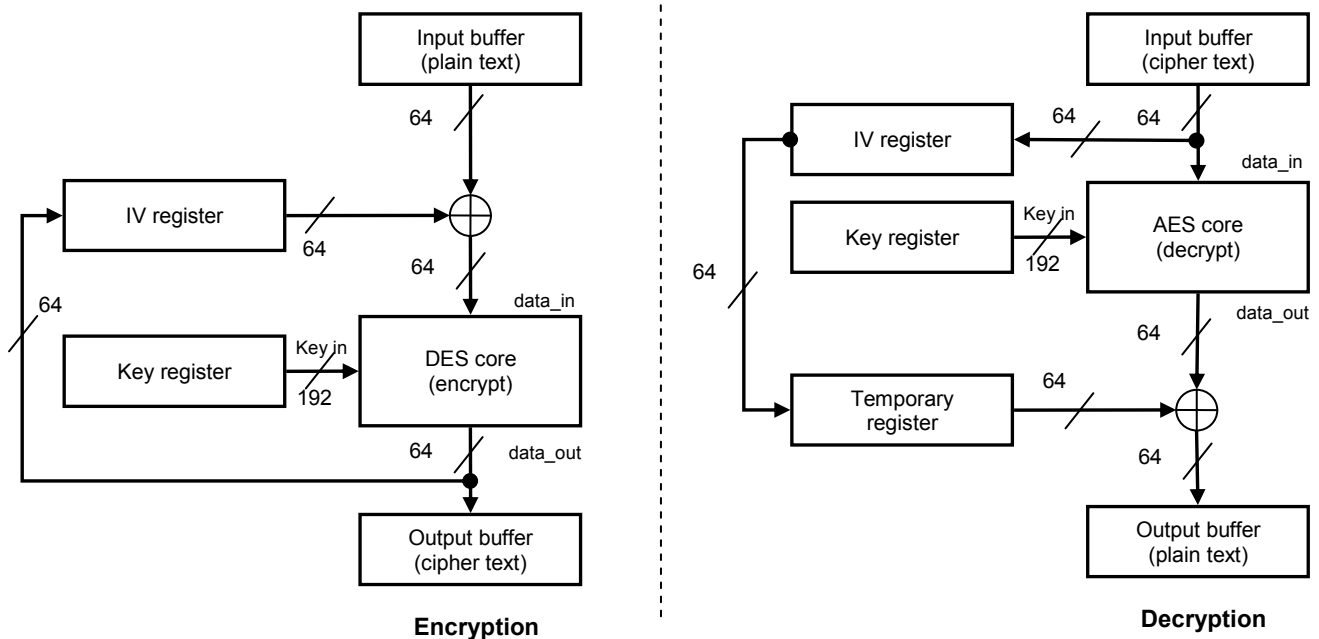 Input buffer
(plain text)
64
IV register
64
64
data_in
64
Key register
Key in
192
DES core
(encrypt)
64
data_out
Output buffer
(cipher text)
Encryption
Input buffer
(cipher text)
64
64
IV register
data_in
Key register
Key in
192
AES core
(decrypt)
64
data_out
64
Temporary
register
64
64
Output buffer
(plain text)
Decryption